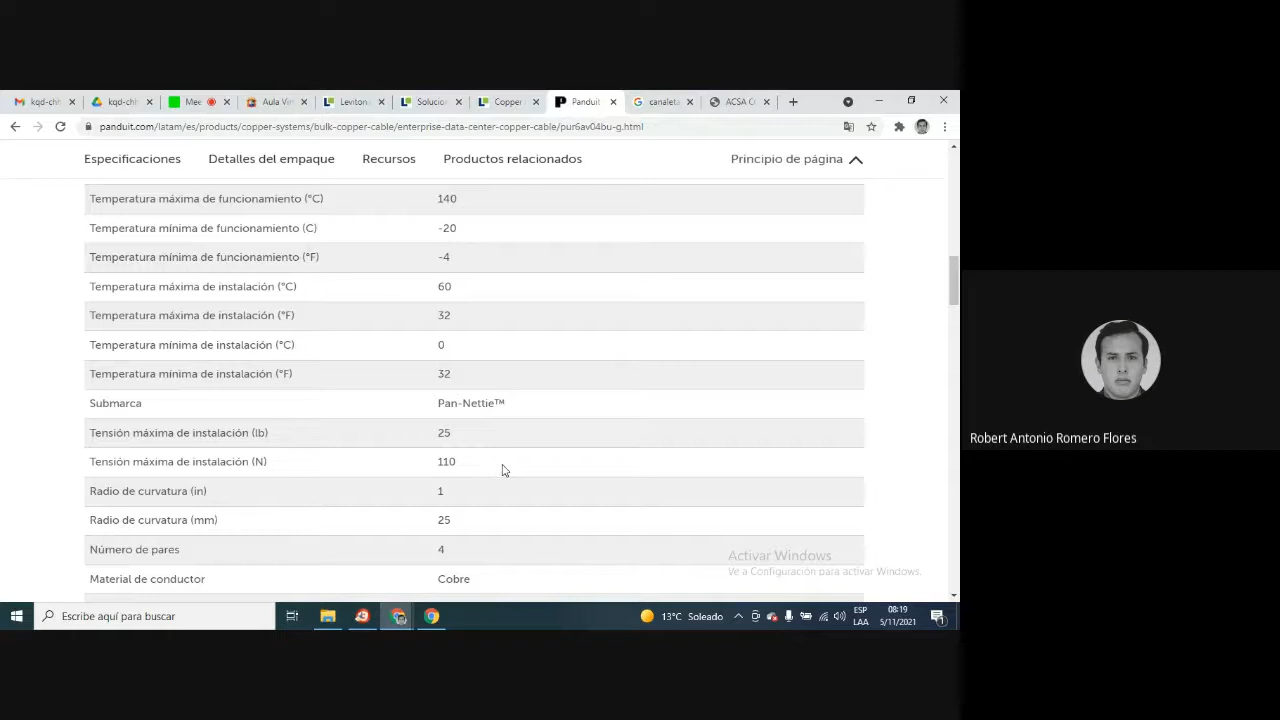 kqd-chh
kqd-chh
Mee
Aula Vir
Leviton
Solucio
Copper
Panduit
canaleta
ACSA C
panduit.com/latam/es/products/copper-systems/bulk-copper-cable/enterprise-data-center-copper-cable/pur6av04bu-g.html
Especificaciones Detalles del empaque Recursos Productos relacionados Principio de página
Temperatura máxima de funcionamiento (°C) 140
Temperatura mínima de funcionamiento (C) -20
Temperatura mínima de funcionamiento (°F) -4
Temperatura máxima de instalación (°C) 60
Temperatura máxima de instalación (°F) 32
Temperatura mínima de instalación (°C) 0
Temperatura mínima de instalación (°F) 32
Submarca Pan-Nettie™
Tensión máxima de instalación (lb) 25
Tensión máxima de instalación (N) 110
Radio de curvatura (in) 1
Radio de curvatura (mm) 25
Número de pares 4
Material de conductor Cobre
Activar Windows
Ve a Configuración para activar Windows.
Robert Antonio Romero Flores
Escribe aquí para buscar
13°C Soleado
ESP
LAA
08:19
5/11/2021
1